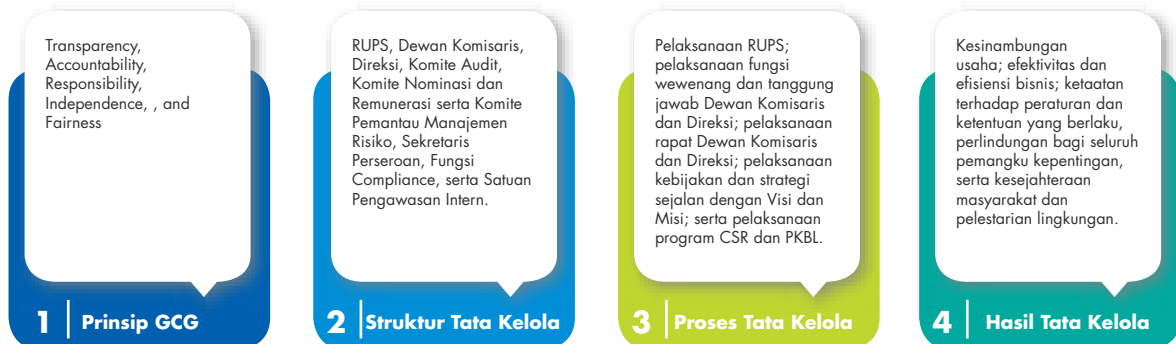 Transparency,
Accountability,
Responsibility,
Independence, , and
Fairness
1 Prinsip GCG
RUPS, Dewan Komisaris,
Direksi, Komite Audit,
Komite Nominasi dan
Remunerasi serta Komite
Pemantau Manajemen
Risiko, Sekretaris
Perseroan, Fungsi
Compliance, serta Satuan
Pengawasan Intern.
2 Struktur Tata Kelola
Pelaksanaan RUPS;
pelaksanaan fungsi
wewenang dan tanggung
jawab Dewan Komisaris
dan Direksi; pelaksanaan
rapat Dewan Komisaris
dan Direksi; pelaksanaan
kebijakan dan strategi
sejalan dengan Visi dan
Misi; serta pelaksanaan
program CSR dan PKBL.
3 Proses Tata Kelola
Kesinambungan
usaha; efektivitas dan
efisiensi bisnis; ketaatan
terhadap peraturan dan
ketentuan yang berlaku,
perlindungan bagi seluruh
pemangku kepentingan,
serta kesejahteraan
masyarakat dan
pelestarian lingkungan.
4 Hasil Tata Kelola